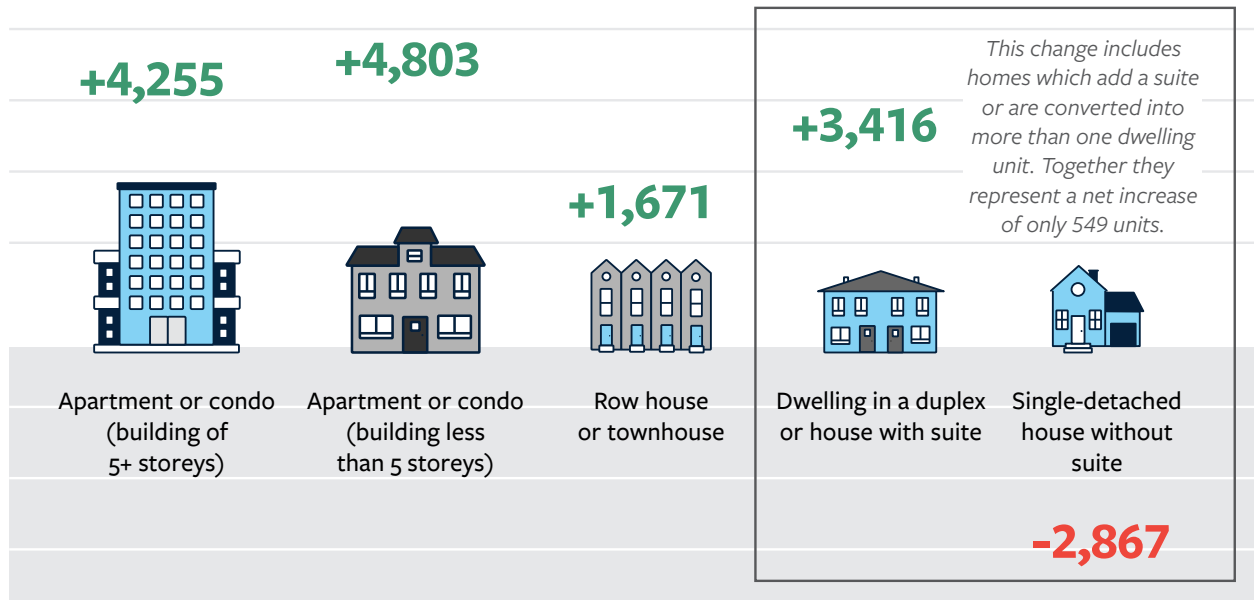 +4,255
+4,803
+1,671
+3,416
This change includes
homes which add a suite
or are converted into
more than one dwelling
unit. Together they
represent a net increase
of only 549 units.
Apartment or condo
(building of
5+ storeys)
Apartment or condo
(building less
than 5 storeys)
Row house
or townhouse
Dwelling in a duplex
or house with suite
Single-detached
house without
suite
-2,867